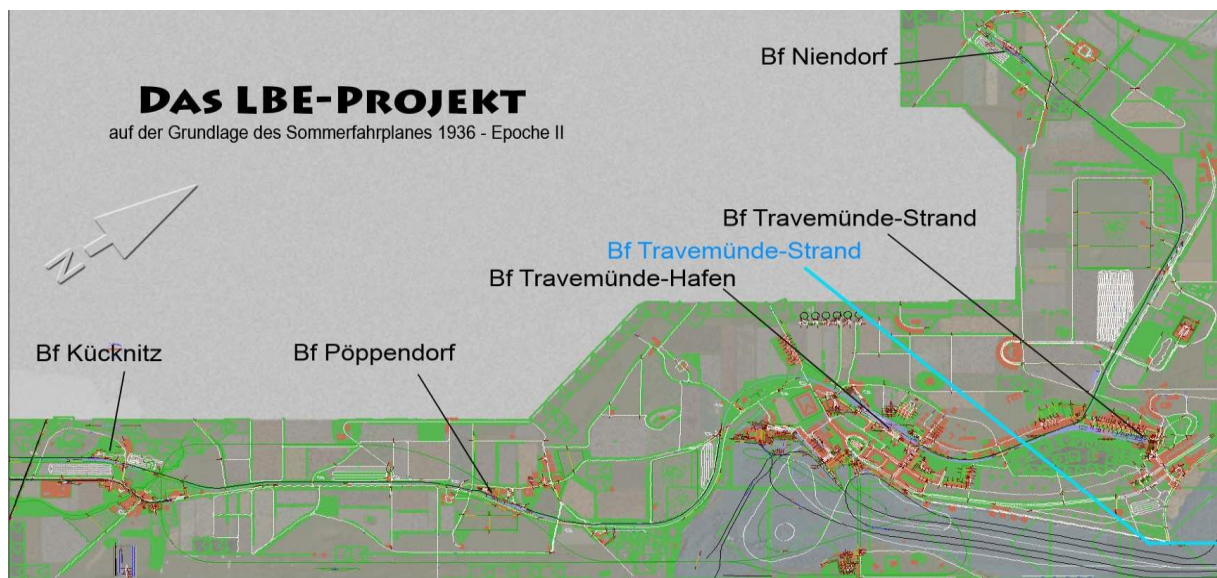 Bf Niendorf
DAS LBE-PROJEKT
auf der Grundlage des Sommerfahrplanes 1936 - Epoche II
N
Bf Travemünde-Strand
Bf Travemünde-Strand
Bf Travemünde-Hafen
Bf Kücknitz
Bf Pöppendorf